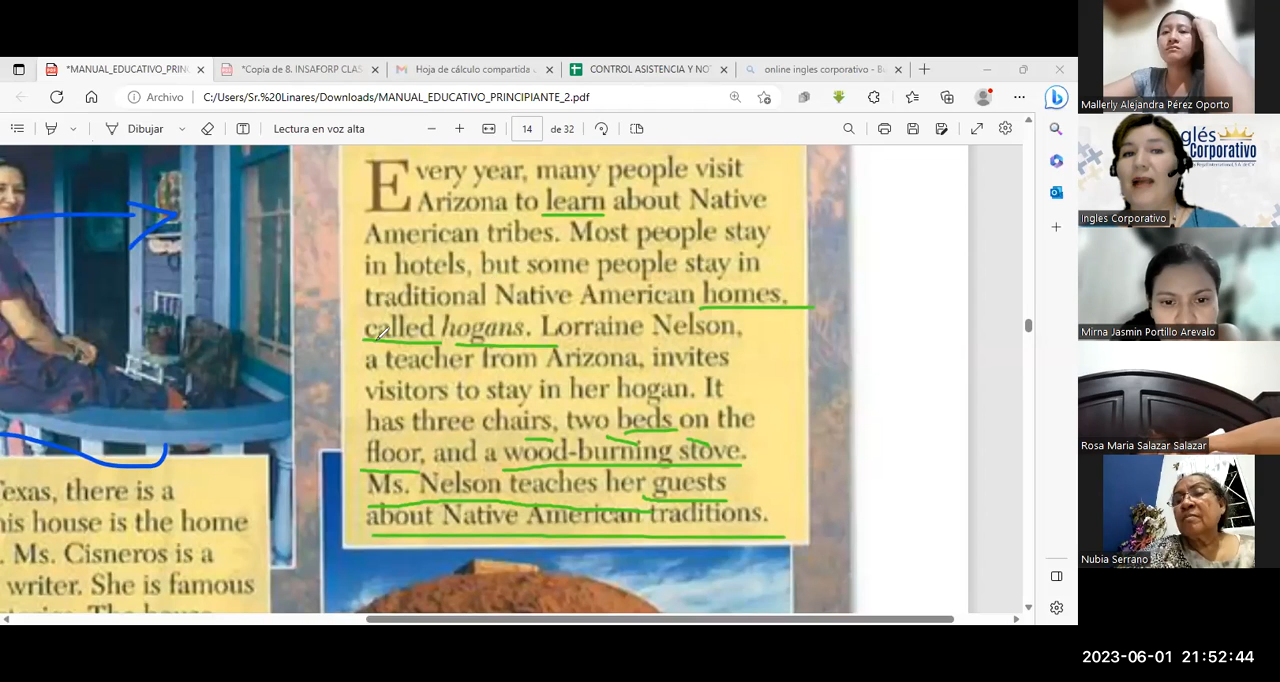 *MANUAL_EDUCATIVO_PRIN
*Copia de 8. INSAFORP CLAS
Hoja de cálculo compartida
CONTROL ASISTENCIA Y NO
online ingles corporativo - B
Archivo
C:/Users/Sr.%20Linares/Downloads/MANUAL_EDUCATIVO_PRINCIPIANTE_2.pdf
Dibujar
Lectura en voz alta
14
de 32
Every year, many people visit
Arizona to learn about Native
American tribes. Most people stay
in hotels, but some people stay in
traditional Native American homes,
called hogans. Lorraine Nelson,
a teacher from Arizona, invites
visitors to stay in her hogan. It
has three chairs, two beds on the
floor, and a wood-burning stove.
Ms. Nelson teaches her guests
about Native American traditions.
Texas, there is a
his house is the home
. Ms. Cisneros is a
writer. She is famous
Mallerly Alejandra Pérez Oporto
glés
Corporativo
Ingles Corporativo
Mirna Jasmin Portillo Arevalo
Rosa Maria Salazar Salazar
Nubia Serrano
2023-06-01 21:52:44